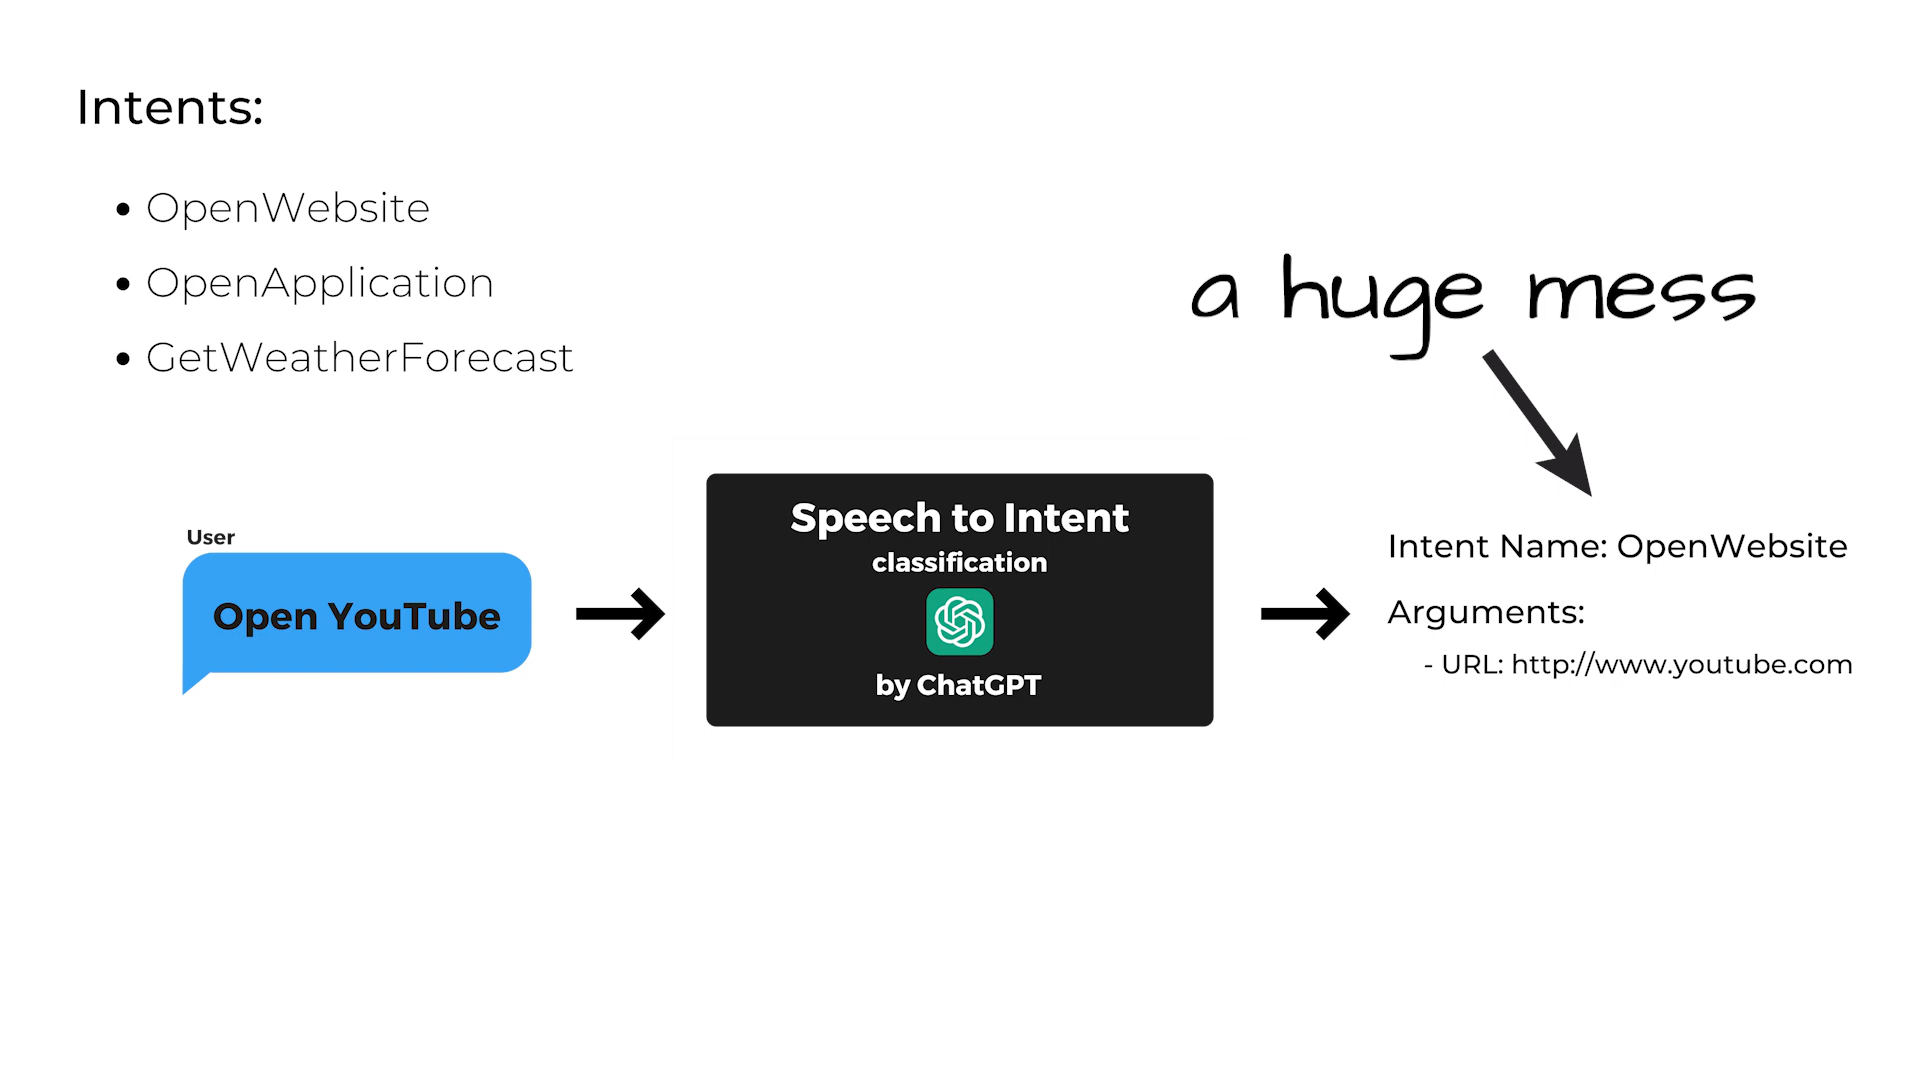 Intents:
• OpenWebsite
• OpenApplication
• GetWeatherForecast
a huge mess
User
Open YouTube
Speech to Intent
classification
by ChatGPT
Intent Name: OpenWebsite
Arguments:
- URL: http://www.youtube.com